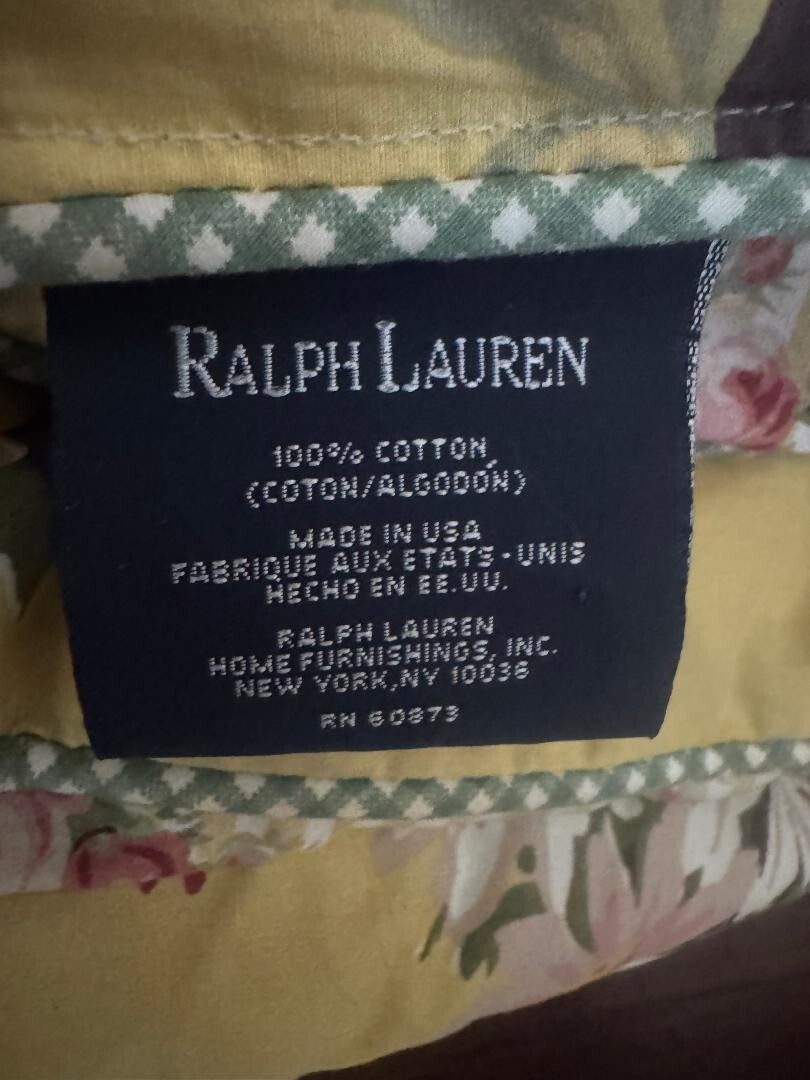 RALPH LAUREN
100% COTTON,
(COTON/ALGODÓN)
MADE IN USA
FABRIQUE AUX ETATS-UNIS
HECHO EN EE.UU.
RALPH LAUREN
HOME FURNISHINGS, INC.
NEW YORK, NY 10036
RN 60873